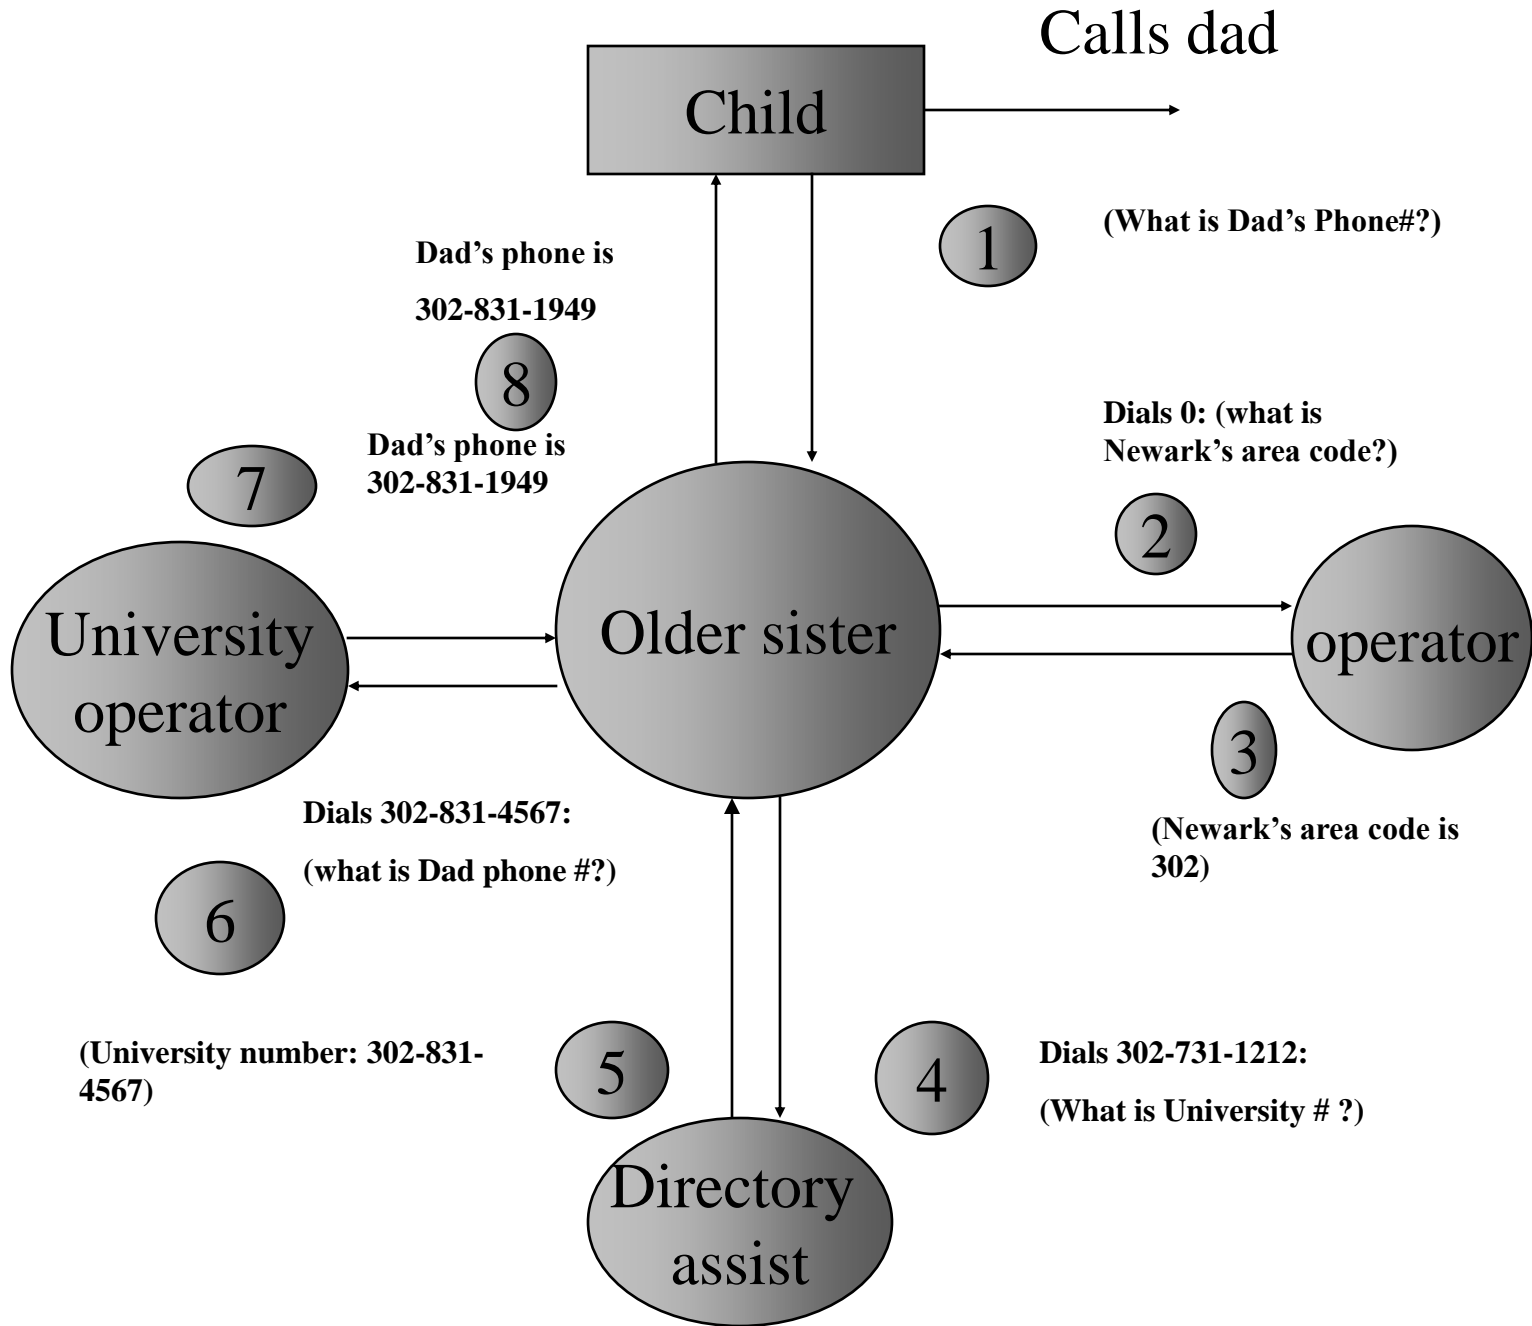 Calls dad
Child
1
(What is Dad’s Phone#?)
Dad’s phone is
302-831-1949
8
Dad’s phone is
302-831-1949
7
Dials 0: (what is
Newark’s area code?)
2
University
operator
Older sister
operator
3
(Newark’s area code is
302)
Dials 302-831-4567:
(what is Dad phone #?)
6
(University number: 302-831-
4567)
5
4
Dials 302-731-1212:
(What is University # ?)
Directory
assist